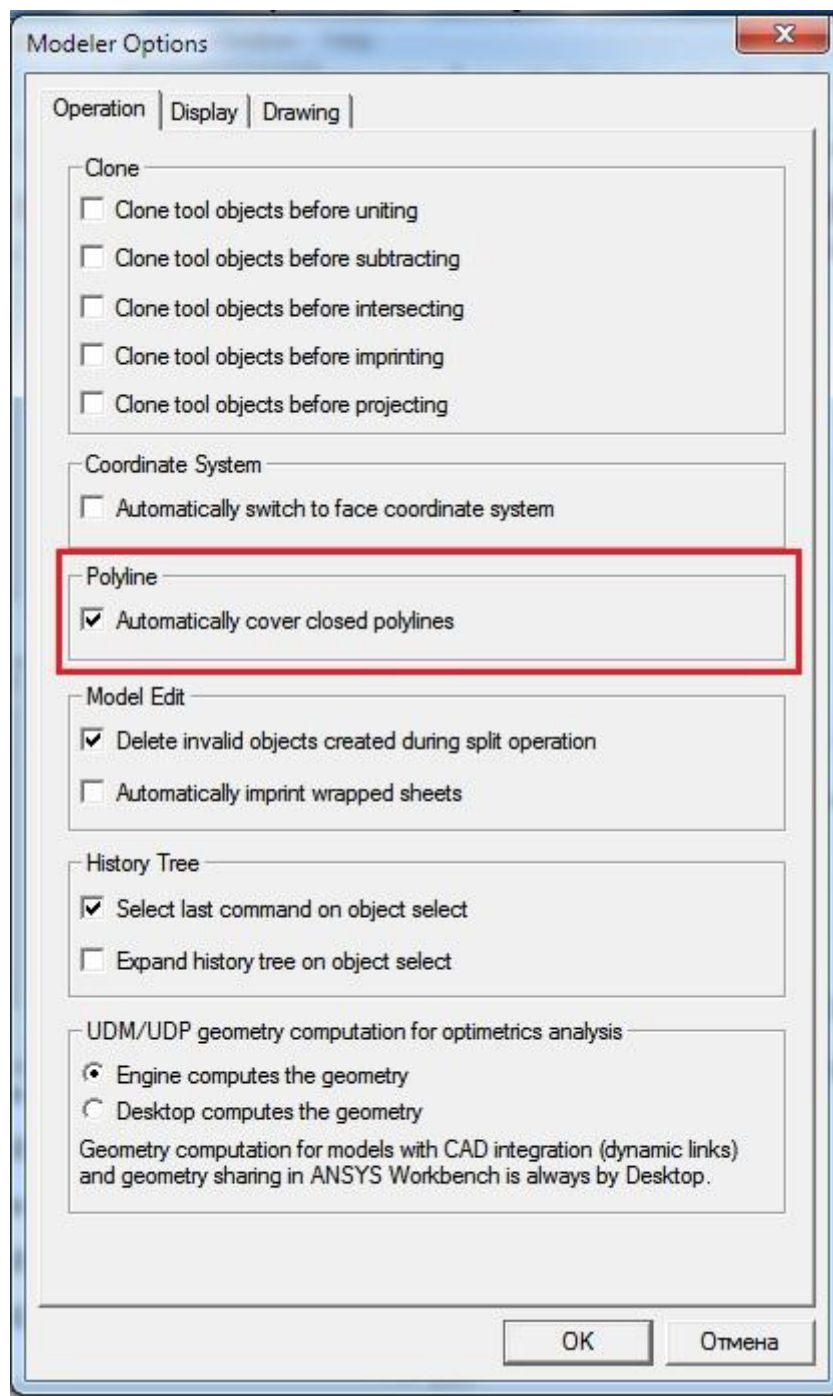 Modeler Options
Operation
Display
Drawing
Clone
Clone tool objects before uniting
Clone tool objects before subtracting
Clone tool objects before intersecting
Clone tool objects before imprinting
Clone tool objects before projecting
Coordinate System
Automatically switch to face coordinate system
Polyline
Automatically cover closed polylines
Model Edit
Delete invalid objects created during split operation
Automatically imprint wrapped sheets
History Tree
Select last command on object select
Expand history tree on object select
UDM/UDP geometry computation for optimetrics analysis
Engine computes the geometry
Desktop computes the geometry
Geometry computation for models with CAD integration (dynamic links)
and geometry sharing in ANSYS Workbench is always by Desktop.
OK
Отмена